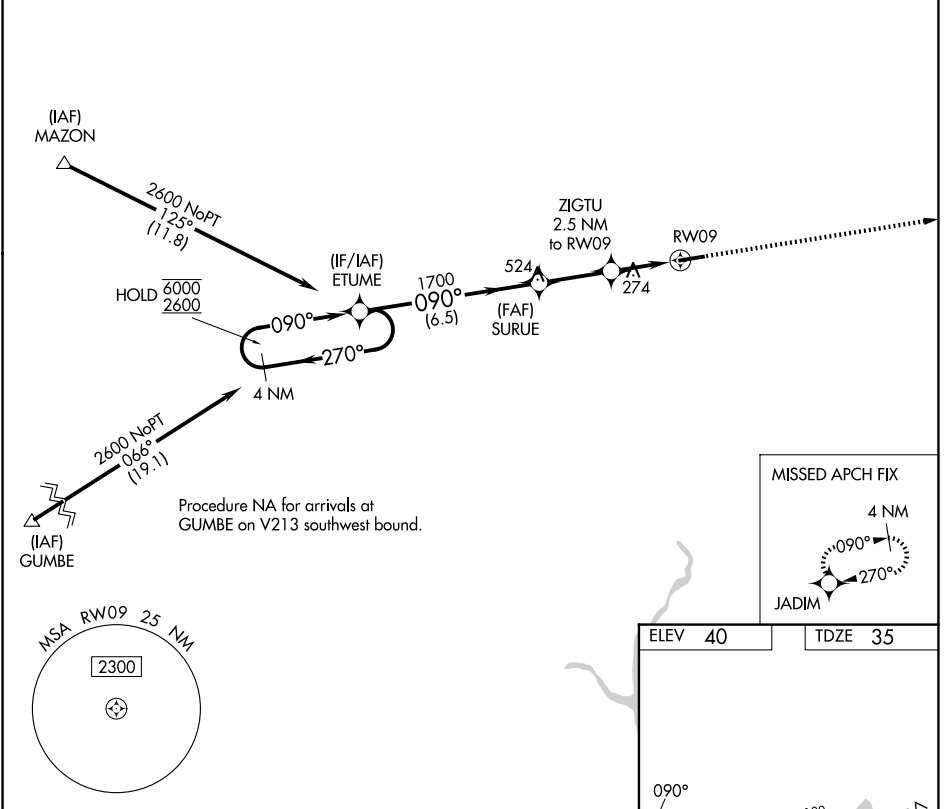 (IAF)
MAZON
2600 NoPT
125°
(11.8)
ZIGTU
2.5 NM
to RW09
RW09
(IF/IAF)
ETUME
524
274
1700
090°
(6.5)
(FAF)
SURUE
HOLD 6000
2600
090°
270°
4 NM
2600 NoPT
066°
(19.1)
(IAF)
GUMBE
Procedure NA for arrivals at
GUMBE on V213 southwest bound.
MISSED APCH FIX
4 NM
090°
270°
JADIM
MSA RW09 25 NM
2300
ELEV 40
TDZE 35
090°